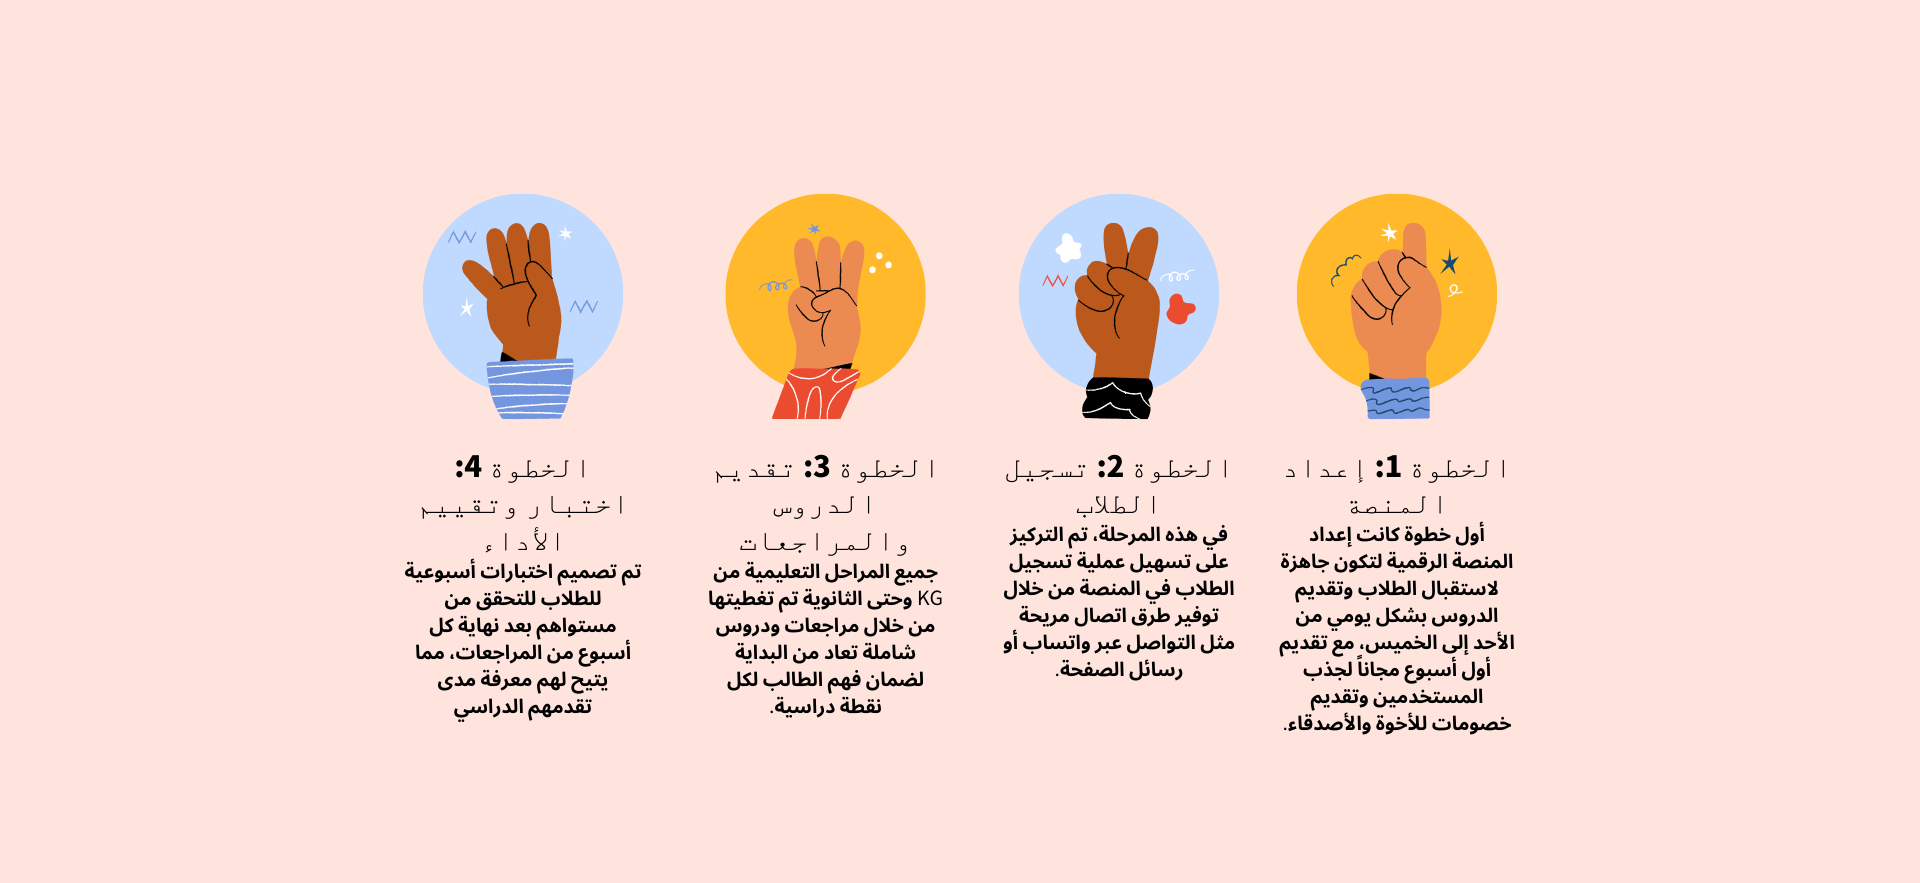 الخطوة 1: إعداد
المنصة
أول خطوة كانت إعداد
المنصة الرقمية لتكون جاهزة
لاستقبال الطلاب وتقديم
الدروس بشكل يومي من
الأحد إلى الخميس، مع تقديم
أول أسبوع مجاناً لجذب
المستخدمين وتقديم
خصومات للأخوة والأصدقاء.
الخطوة 2: تسجيل
الطلاب
في هذه المرحلة، تم التركيز
على تسهيل عملية تسجيل
الطلاب في المنصة من خلال
توفير طرق اتصال مريحة
مثل التواصل عبر واتساب أو
رسائل الصفحة.
الخطوة 3: تقديم
الدروس
والمراجعات
جميع المراحل التعليمية من
KG وحتى الثانوية تم تغطيتها
من خلال مراجعات ودروس
شاملة تعاد من البداية
لضمان فهم الطالب لكل
نقطة دراسية.
الخطوة 4:
اختبار وتقييم
الأداء
تم تصميم اختبارات أسبوعية
للطلاب للتحقق من
مستواهم بعد نهاية كل
أسبوع من المراجعات، مما
يتيح لهم معرفة مدى
تقدمهم الدراسي